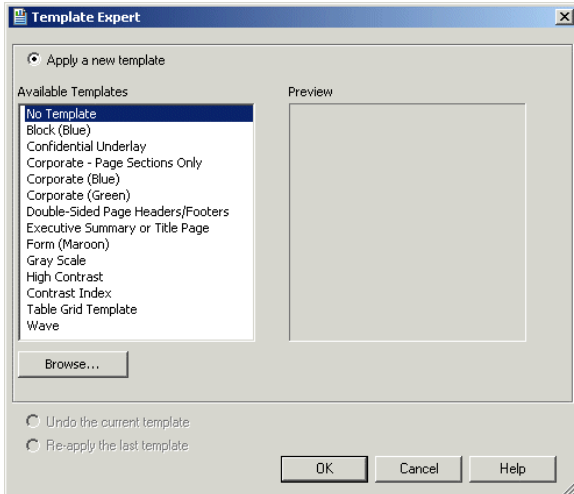 Template Expert
Apply a new template
Available Templates
Preview
No Template
Block (Blue)
Confidential Underlay
Corporate - Page Sections Only
Corporate (Blue)
Corporate (Green)
Double-Sided Page Headers/Footers
Executive Summary or Title Page
Form (Maroon)
Gray Scale
High Contrast
Contrast Index
Table Grid Template
Wave
Browse...
Undo the current template
Re-apply the last template
OK Cancel Help